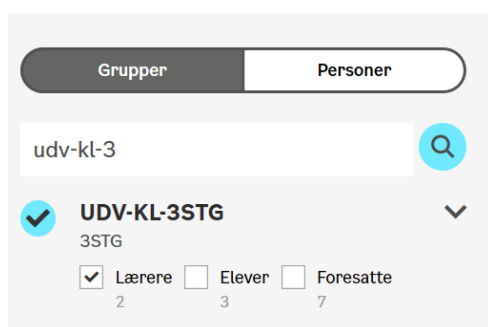 Grupper Personer
udv-kl-3
UDV-KL-3STG
3STG
Lærere Elever Foresatte
2 3 7